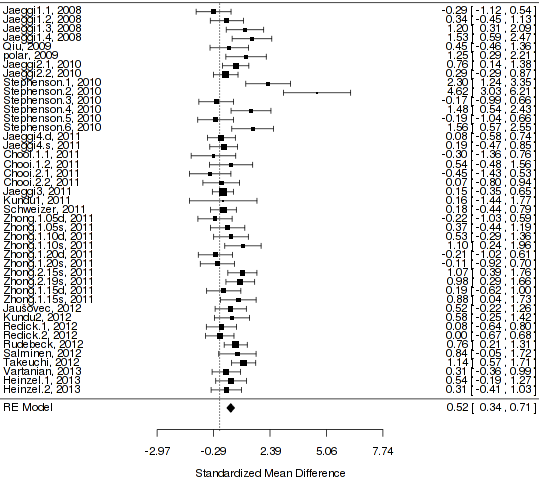 Jaeggi1.1, 2008 -0.29 [ -1.12 , 0.54 ]
Jaeggi1.2, 2008 0.34 [ -0.45 , 1.13 ]
Jaeggi1.3, 2008 1.20 [ 0.31 , 2.09 ]
Jaeggi1.4, 2008 1.53 [ 0.59 , 2.47 ]
Qiu, 2009 0.45 [ -0.46 , 1.36 ]
polar, 2009 1.25 [ 0.29 , 2.21 ]
Jaeggi2.1, 2010 0.76 [ 0.14 , 1.38 ]
Jaeggi2.2, 2010 0.29 [ -0.29 , 0.87 ]
Stephenson.1, 2010 2.30 [ 1.24 , 3.35 ]
Stephenson.2, 2010 4.62 [ 3.03 , 6.21 ]
Stephenson.3, 2010 -0.17 [ -0.99 , 0.66 ]
Stephenson.4, 2010 1.48 [ 0.54 , 2.43 ]
Stephenson.5, 2010 -0.19 [ -1.04 , 0.66 ]
Stephenson.6, 2010 1.56 [ 0.57 , 2.55 ]
Jaeggi4.d, 2011 0.08 [ -0.58 , 0.74 ]
Jaeggi4.s, 2011 0.19 [ -0.47 , 0.85 ]
Chooi.1.1, 2011 -0.30 [ -1.36 , 0.76 ]
Chooi.1.2, 2011 0.54 [ -0.48 , 1.56 ]
Chooi.2.1, 2011 -0.45 [ -1.43 , 0.53 ]
Chooi.2.2, 2011 0.07 [ -0.80 , 0.94 ]
Jaeggi3, 2011 0.15 [ -0.35 , 0.65 ]
Kundu1, 2011 0.16 [ -1.44 , 1.77 ]
Schweizer, 2011 0.18 [ -0.44 , 0.79 ]
Zhong.1.05d, 2011 -0.22 [ -1.03 , 0.59 ]
Zhong.1.05s, 2011 0.37 [ -0.44 , 1.19 ]
Zhong.1.10d, 2011 0.53 [ -0.29 , 1.36 ]
Zhong.1.10s, 2011 1.10 [ 0.24 , 1.96 ]
Zhong.1.20d, 2011 -0.21 [ -1.02 , 0.61 ]
Zhong.1.20s, 2011 -0.11 [ -0.92 , 0.70 ]
Zhong.2.15s, 2011 1.07 [ 0.39 , 1.76 ]
Zhong.2.19s, 2011 0.98 [ 0.29 , 1.66 ]
Zhong.1.15d, 2011 0.19 [ -0.62 , 1.00 ]
Zhong.1.15s, 2011 0.88 [ 0.04 , 1.73 ]
Jaušovec, 2012 0.52 [ -0.22 , 1.26 ]
Kundu2, 2012 0.58 [ -0.25 , 1.42 ]
Redick.1, 2012 0.08 [ -0.64 , 0.80 ]
Redick.2, 2012 0.00 [ -0.67 , 0.68 ]
Rudebeck, 2012 0.76 [ 0.21 , 1.31 ]
Salminen, 2012 0.84 [ -0.05 , 1.72 ]
Takeuchi, 2012 1.14 [ 0.57 , 1.71 ]
Vartanian, 2013 0.31 [ -0.36 , 0.99 ]
Heinzel.1, 2013 0.54 [ -0.19 , 1.27 ]
Heinzel.2, 2013 0.31 [ -0.41 , 1.03 ]
RE Model 0.52 [ 0.34 , 0.71 ]
-2.97 -0.29 2.39 5.06 7.74
Standardized Mean Difference